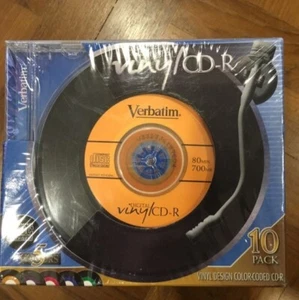 vinyl CD-R
Verbatim.
Verbatim.
80MIN
700MB
DIGITAL
vinyl CD-R
10
PACK
VINYL DESIGN COLOR-CODED CD-R